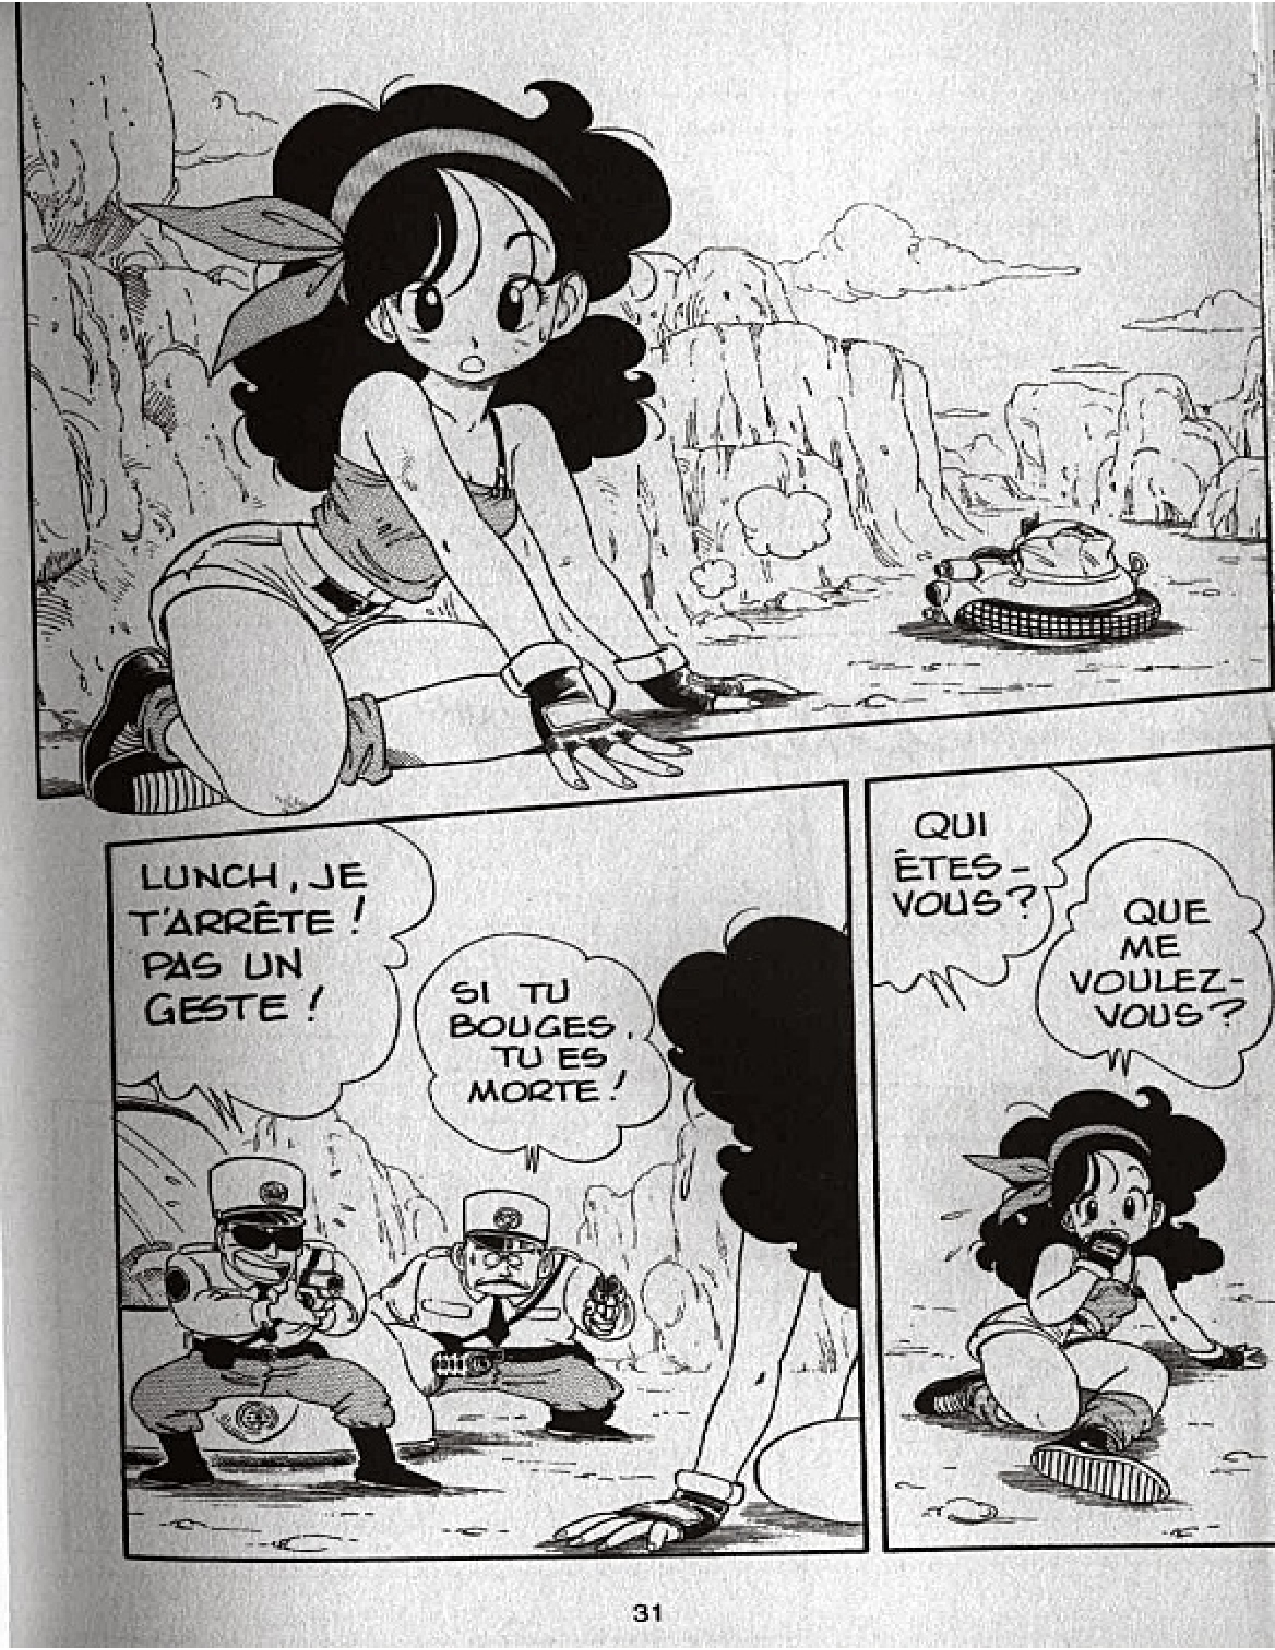 LUNCH, JE
T'ARRÊTE !
PAS UN
GESTE !
SI TU
BOUGES,
TU ES
MORTE !
QUI
ÊTES-
VOUS ?
QUE
ME
VOULEZ-
VOUS ?
31